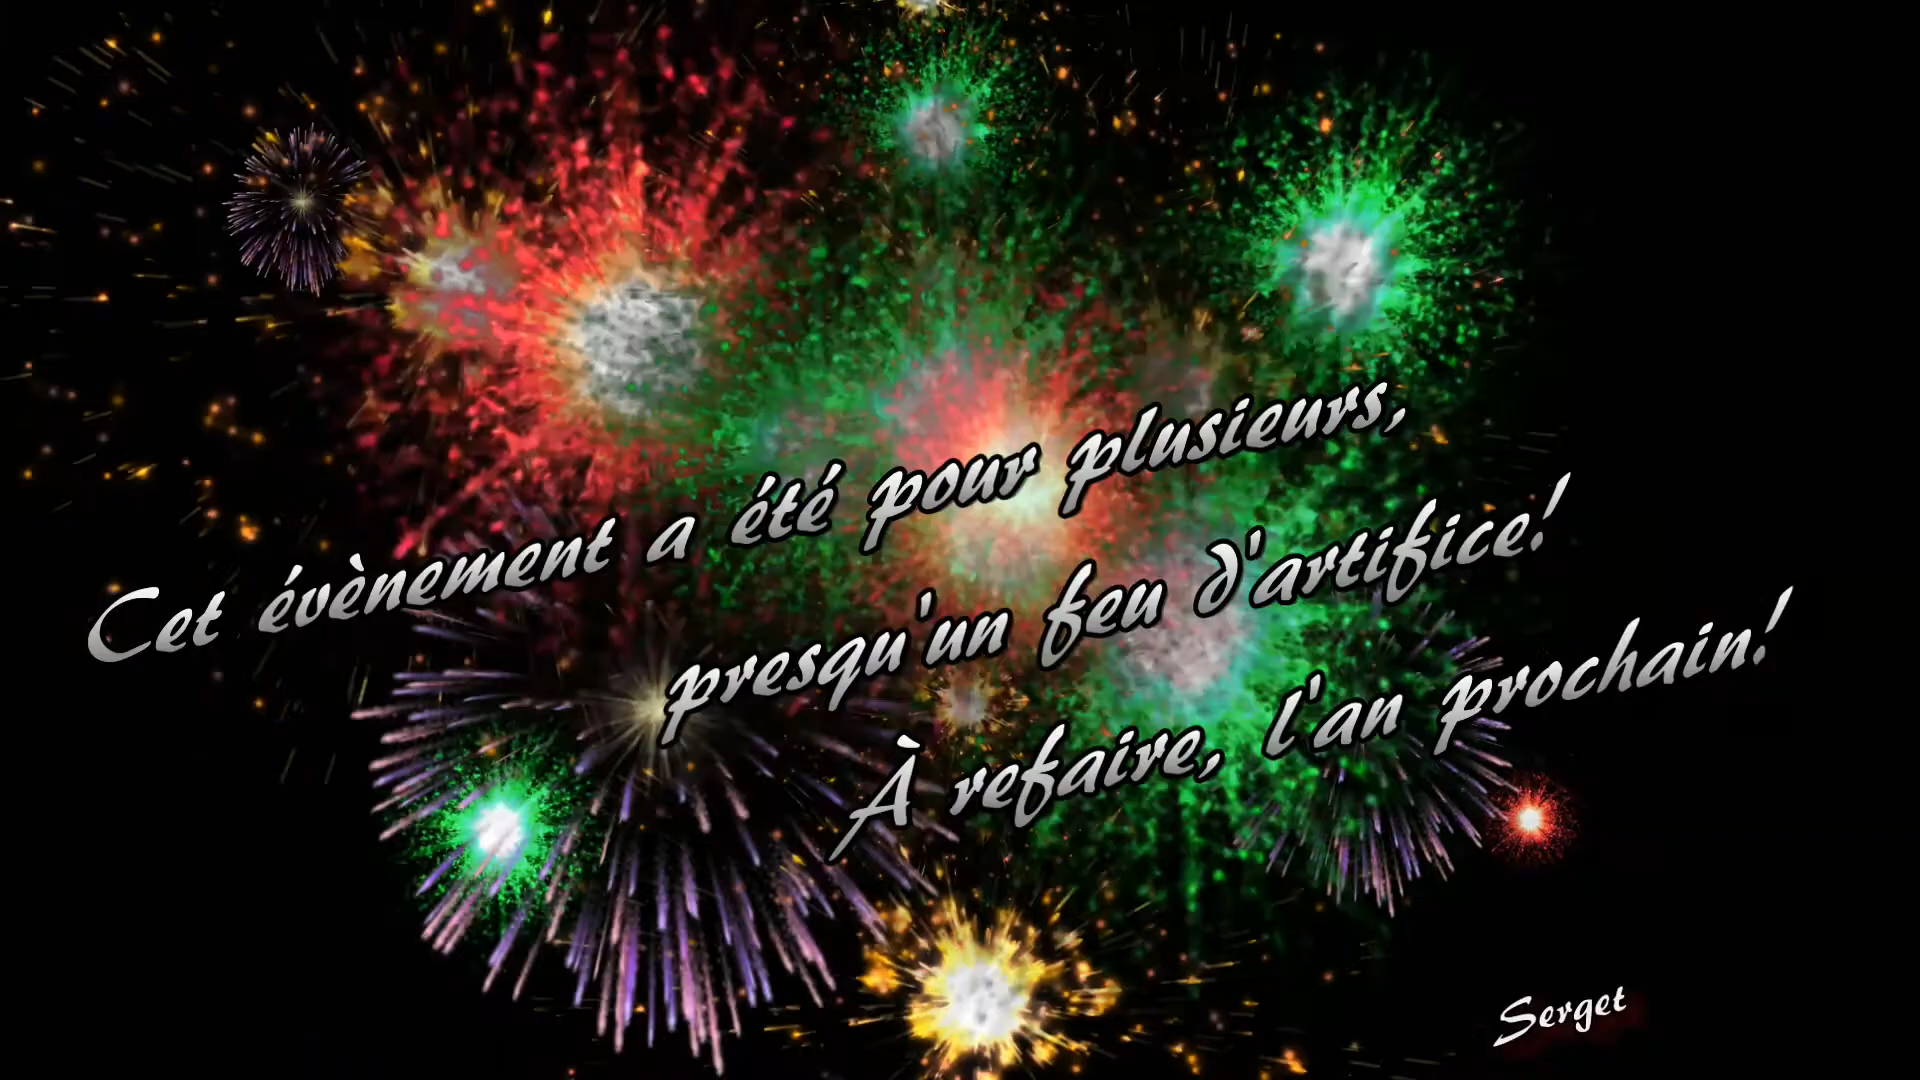 Cet évènement a été pour plusieurs,
presqu'un feu d'artifice!
À refaire, l'an prochain!
Serget